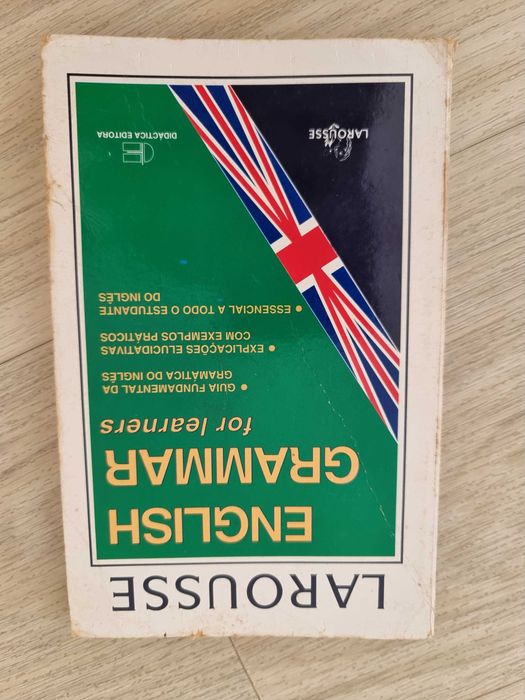 LAROUSSE
ENGLISH
GRAMMAR
for learners
• GUIA FUNDAMENTAL DA
GRAMÁTICA DO INGLÊS
• EXPLICAÇÕES ELUCIDATIVAS
COM EXEMPLOS PRÁTICOS
• ESSENCIAL A TODO O ESTUDANTE
DO INGLÊS
LAROUSSE
DE
DIDÁCTICA EDITORA